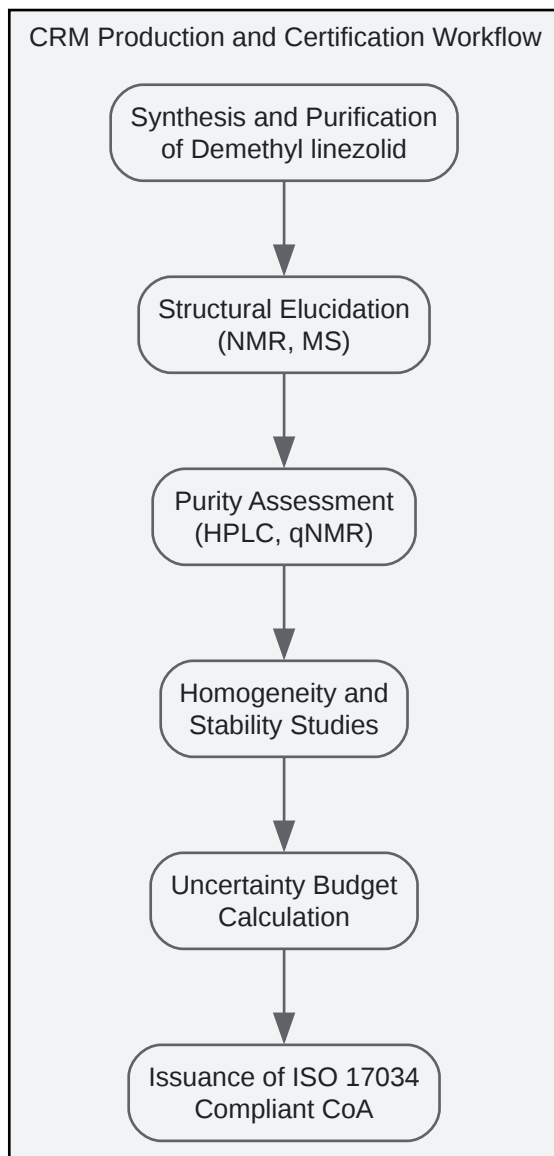 CRM Production and Certification Workflow
Synthesis and Purification
of Demethyl linezolid
Structural Elucidation
(NMR, MS)
Purity Assessment
(HPLC, qNMR)
Homogeneity and
Stability Studies
Uncertainty Budget
Calculation
Issuance of ISO 17034
Compliant CoA